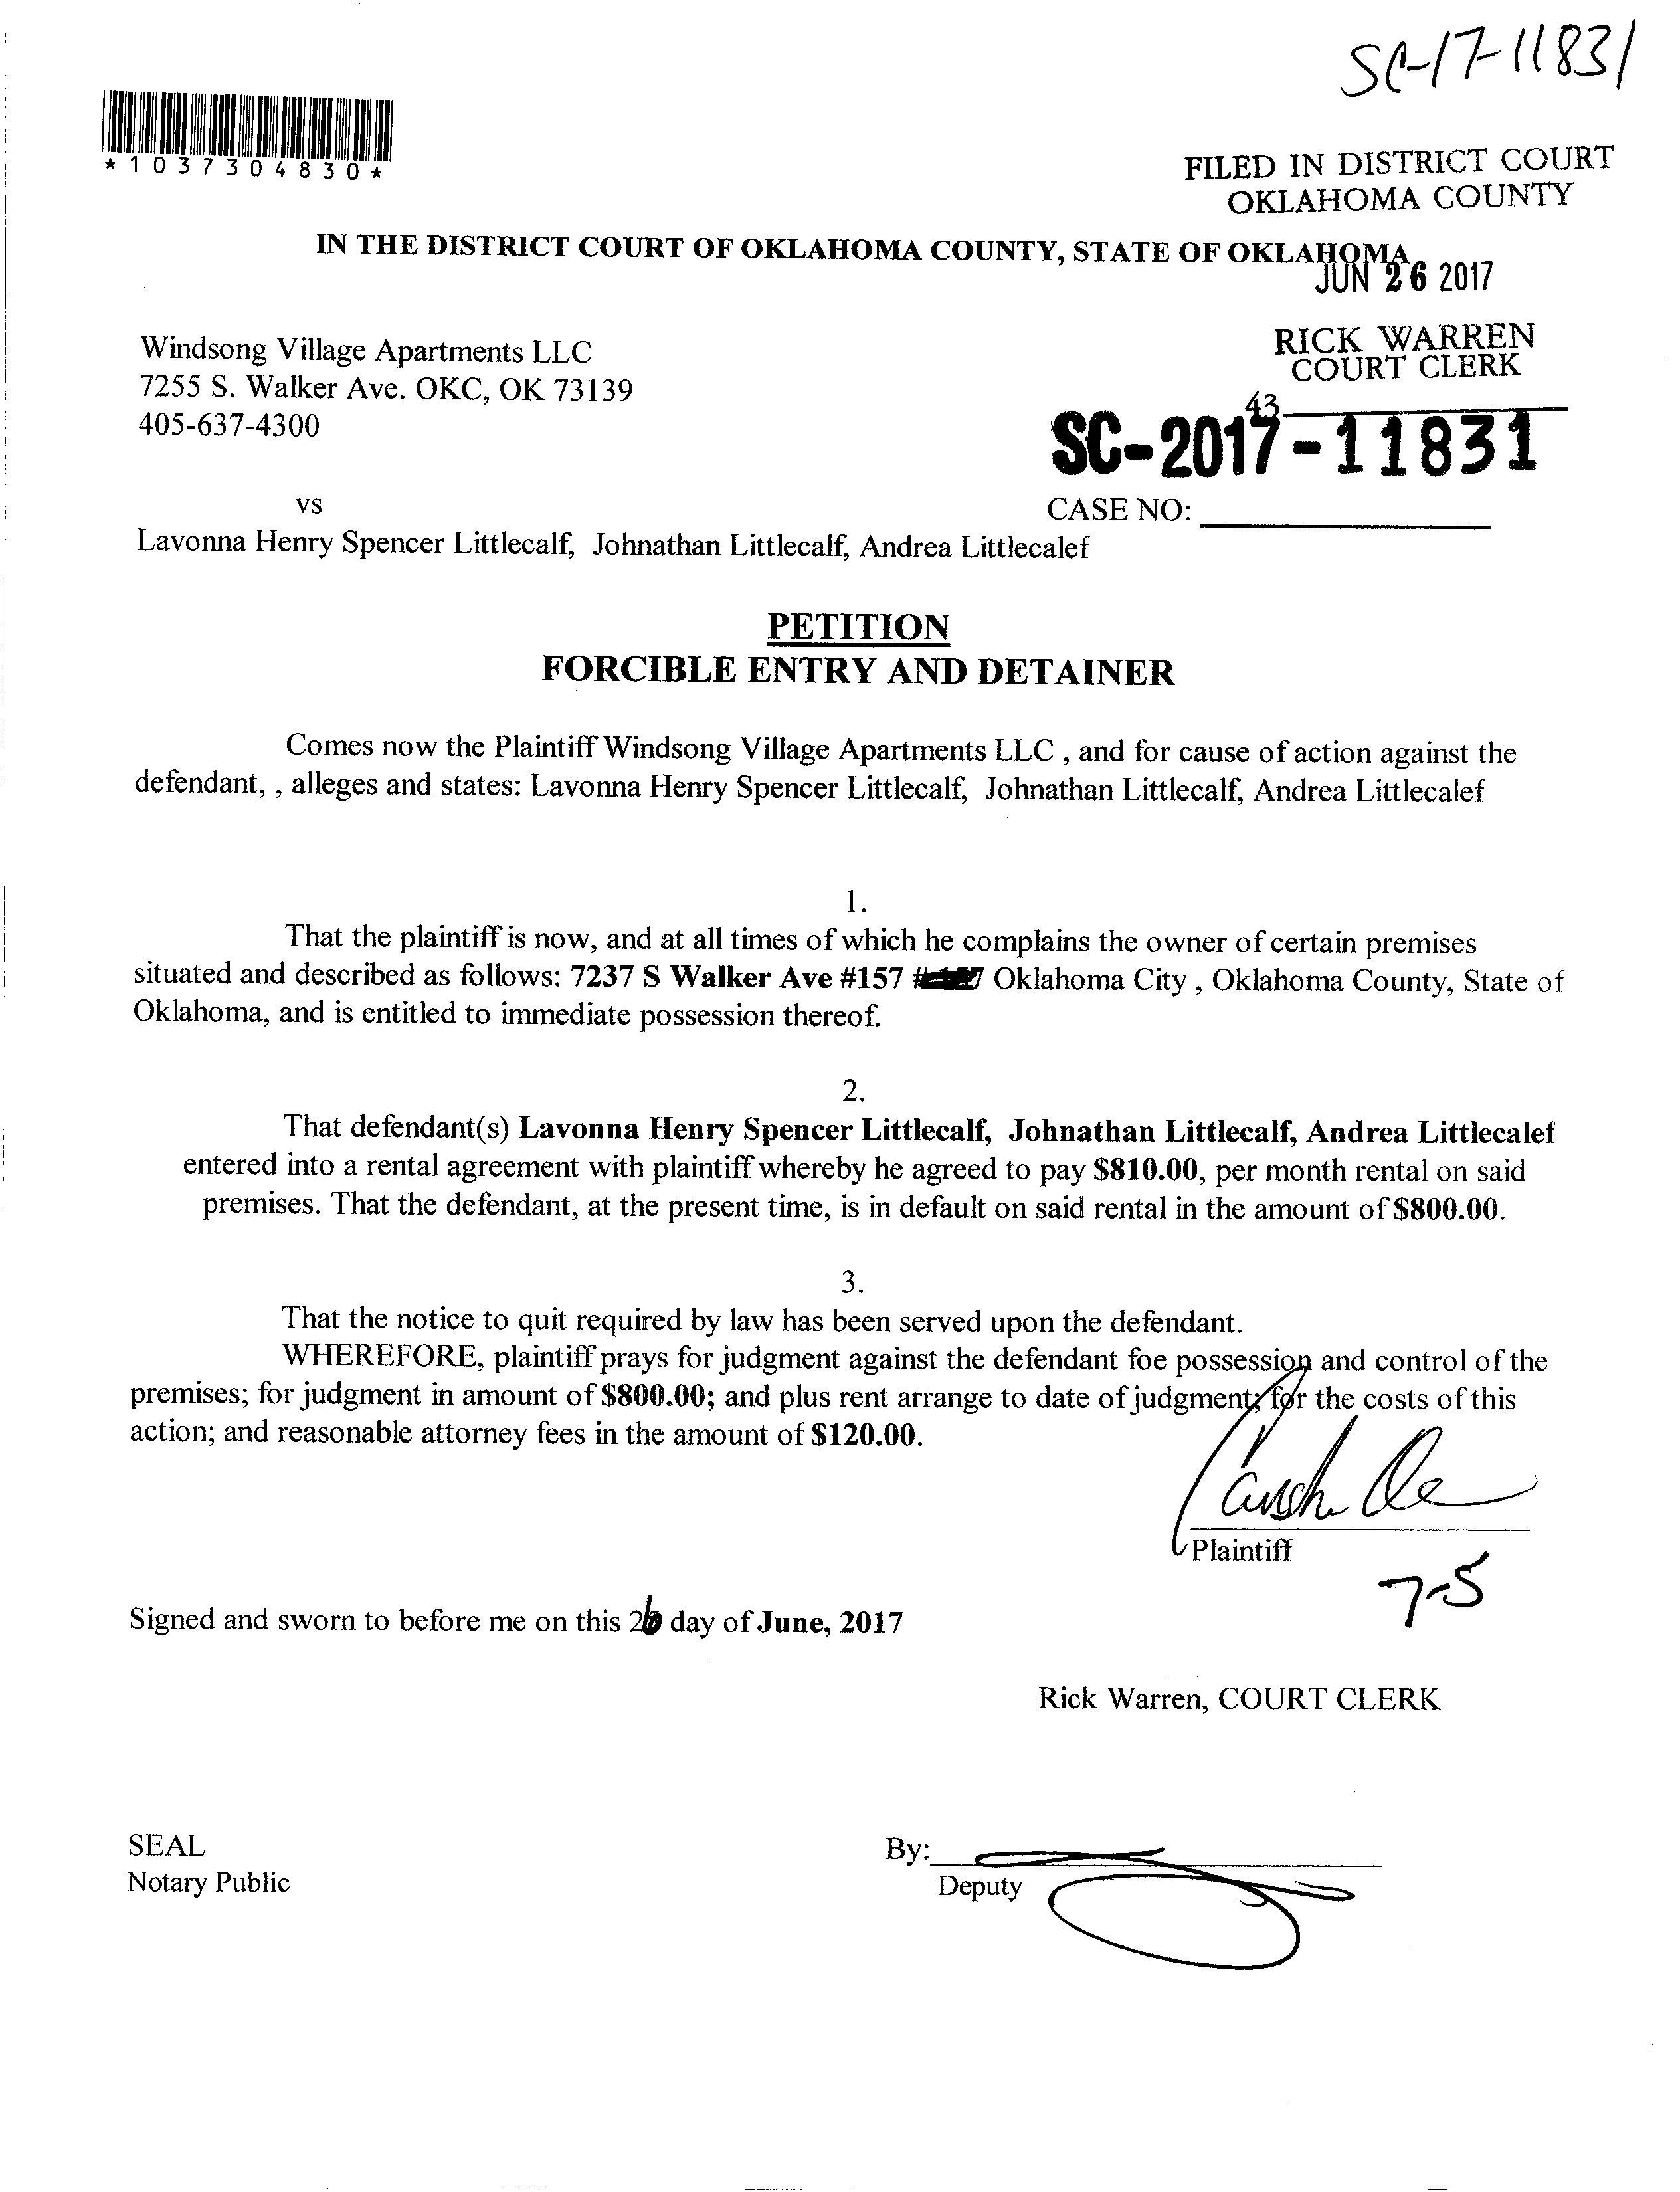 SC-17-11831
*1037304830*
FILED IN DISTRICT COURT
OKLAHOMA COUNTY
IN THE DISTRICT COURT OF OKLAHOMA COUNTY, STATE OF OKLAHOMA
JUN 26 2017
RICK WARREN
COURT CLERK
Windsong Village Apartments LLC
7255 S. Walker Ave. OKC, OK 73139
405-637-4300
43
SC-2017-11831
vs
CASE NO:
Lavonna Henry Spencer Littlecalf, Johnathan Littlecalf, Andrea Littlecalef
PETITION
FORCIBLE ENTRY AND DETAINER
Comes now the Plaintiff Windsong Village Apartments LLC , and for cause of action against the
defendant, , alleges and states: Lavonna Henry Spencer Littlecalf, Johnathan Littlecalf, Andrea Littlecalef
1.
That the plaintiff is now, and at all times of which he complains the owner of certain premises
situated and described as follows: 7237 S Walker Ave #157 Oklahoma City , Oklahoma County, State of
Oklahoma, and is entitled to immediate possession thereof.
2.
That defendant(s) Lavonna Henry Spencer Littlecalf, Johnathan Littlecalf, Andrea Littlecalef
entered into a rental agreement with plaintiff whereby he agreed to pay $810.00, per month rental on said
premises. That the defendant, at the present time, is in default on said rental in the amount of $800.00.
3.
That the notice to quit required by law has been served upon the defendant.
WHEREFORE, plaintiff prays for judgment against the defendant foe possession and control of the
premises; for judgment in amount of $800.00; and plus rent arrange to date of judgment; for the costs of this
action; and reasonable attorney fees in the amount of $120.00.
Plaintiff
7-5
Signed and sworn to before me on this 26 day of June, 2017
Rick Warren, COURT CLERK
SEAL
Notary Public
By:
Deputy